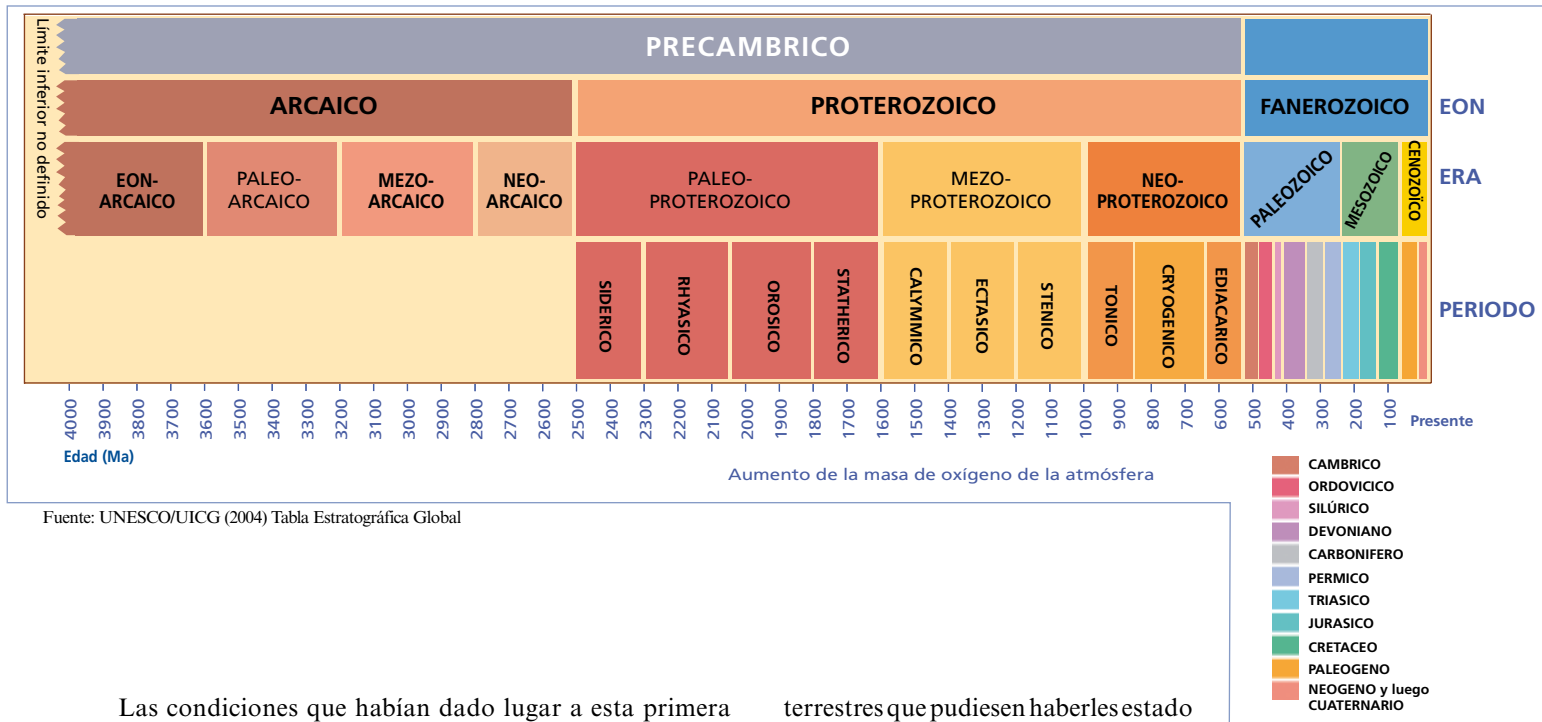 Límite inferior no definido
PRECAMBRICO
ARCAICO
PROTEROZOICO
FANEROZOICO
EON
EON-
ARCAICO
PALEO-
ARCAICO
MEZO-
ARCAICO
NEO-
ARCAICO
PALEO-
PROTEROZOICO
MEZO-
PROTEROZOICO
NEO-
PROTEROZOICO
PALEOZOICO
MESOZOICO
CENOZOÏCO
ERA
SIDERICO
RHYASICO
OROSICO
STATHERICO
CALYMMICO
ECTASICO
STENICO
TONICO
CRYOGENICO
EDIACARICO
PERIODO
4000
3900
3800
3700
3600
3500
3400
3300
3200
3100
3000
2900
2800
2700
2600
2500
2400
2300
2200
2100
2000
1900
1800
1700
1600
1500
1400
1300
1200
1100
1000
900
800
700
600
500
400
300
200
100
Presente
Edad (Ma)
Aumento de la masa de oxígeno de la atmósfera
CAMBRICO
ORDOVICICO
SILÚRICO
DEVONIANO
CARBONIFERO
PERMICO
TRIASICO
JURASICO
CRETACEO
PALEOGENO
NEOGENO y luego
CUATERNARIO
Fuente: UNESCO/UICG (2004) Tabla Estratográfica Global
Las condiciones que habían dado lugar a esta primera
terrestres que pudiesen haberles estado